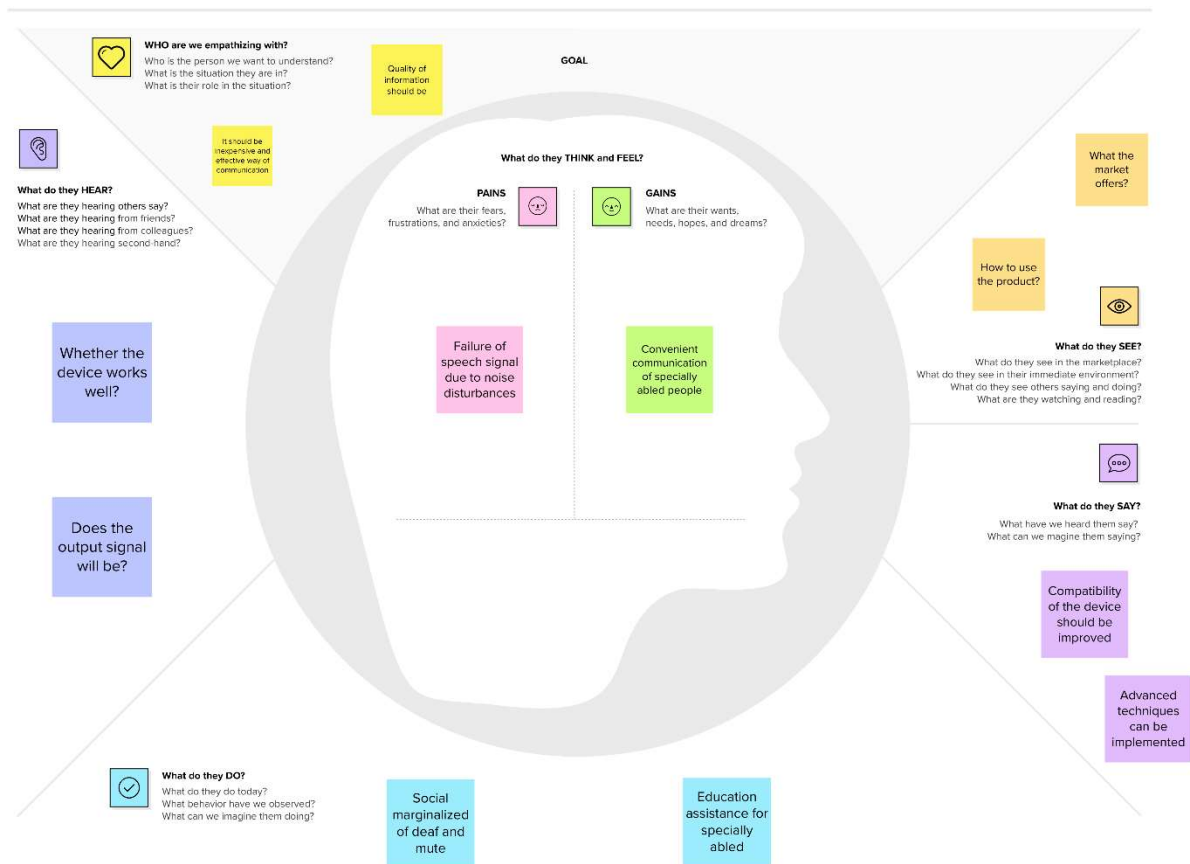 WHO are we empathizing with?
Who is the person we want to understand?
What is the situation they are in?
What is their role in the situation?
Quality of
information
should be
GOAL
It should be
inexpensive and
effective way of
communication
What do they HEAR?
What are they hearing others say?
What are they hearing from friends?
What are they hearing from colleagues?
What are they hearing second-hand?
Whether the
device works
well?
Does the
output signal
will be?
What do they THINK and FEEL?
PAINS
What are their fears,
frustrations, and anxieties?
GAINS
What are their wants,
needs, hopes, and dreams?
Failure of
speech signal
due to noise
disturbances
Convenient
communication
of specially
abled people
What the
market
offers?
How to use
the product?
What do they SEE?
What do they see in the marketplace?
What do they see in their immediate environment?
What do they see others saying and doing?
What are they watching and reading?
What do they SAY?
What have we heard them say?
What can we magine them saying?
Compatibility
of the device
should be
improved
Advanced
techniques
can be
implemented
What do they DO?
What do they do today?
What behavior have we observed?
What can we imagine them doing?
Social
marginalized
of deaf and
mute
Education
assistance for
specially
abled